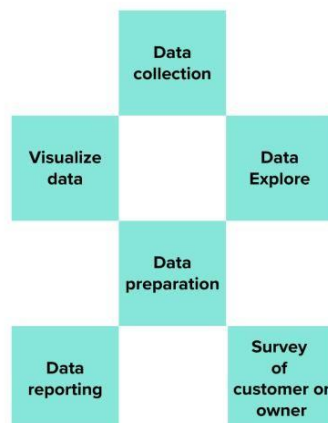 Data
collection
Visualize
data
Data
Explore
Data
preparation
Data
reporting
Survey
of
customer or
owner